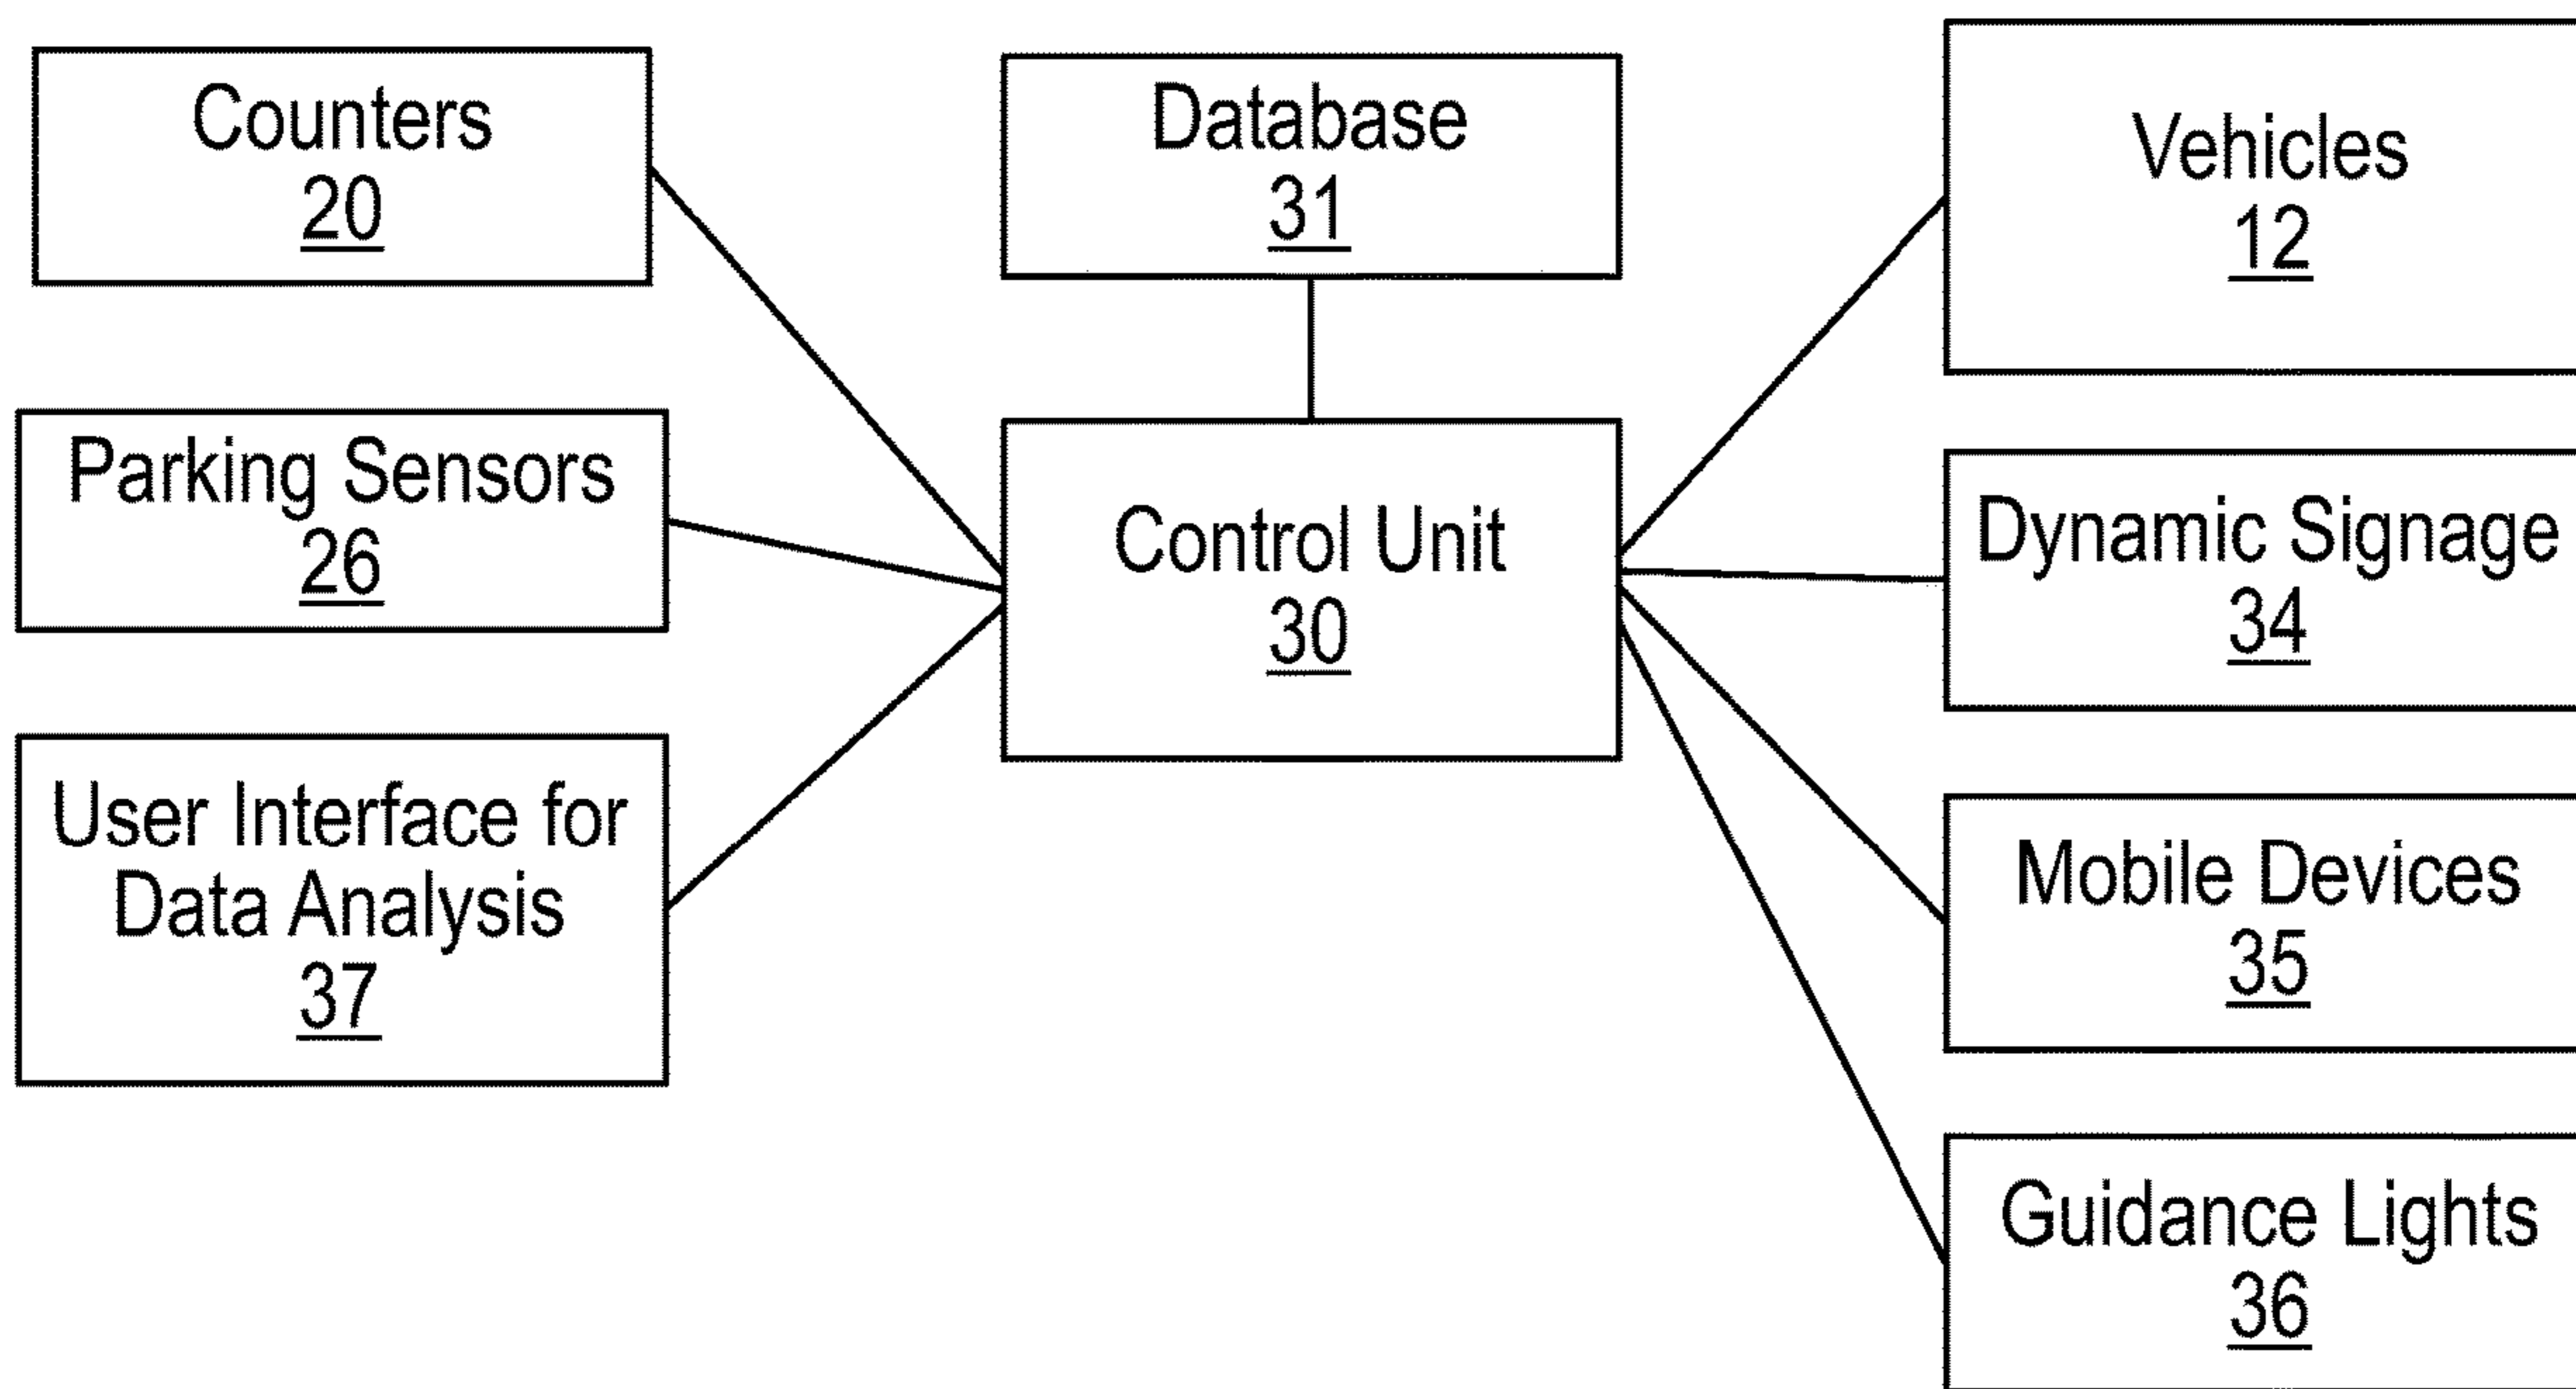 Counters
20
Database
31
Vehicles
12
Parking Sensors
26
Control Unit
30
Dynamic Signage
34
User Interface for
Data Analysis
37
Mobile Devices
35
Guidance Lights
36